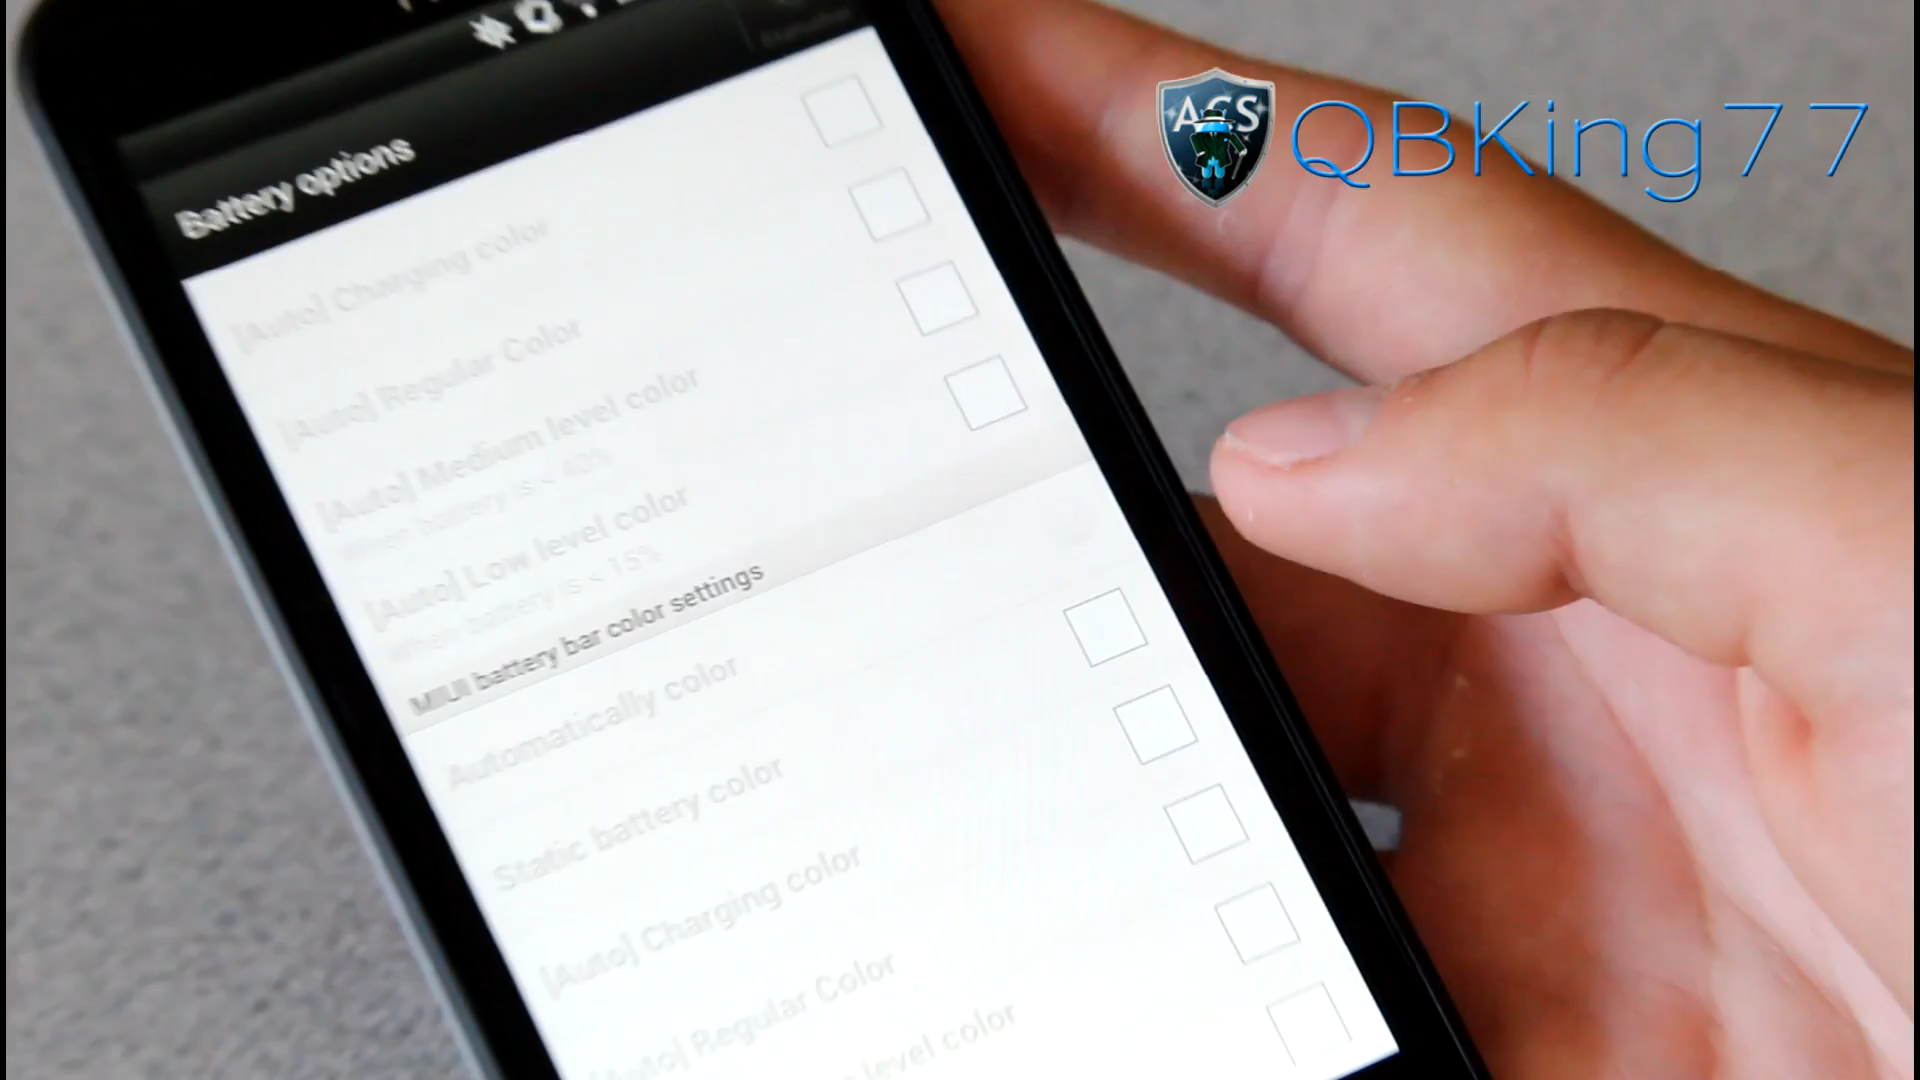 ACS
QBKing77
Battery options
[Auto] Charging color
[Auto] Regular Color
[Auto] Medium level color
When battery is < 40%
[Auto] Low level color
When battery is < 15%
MIUI battery bar color settings
Automatically color
Static battery color
[Auto] Charging color
[Auto] Regular Color
level color